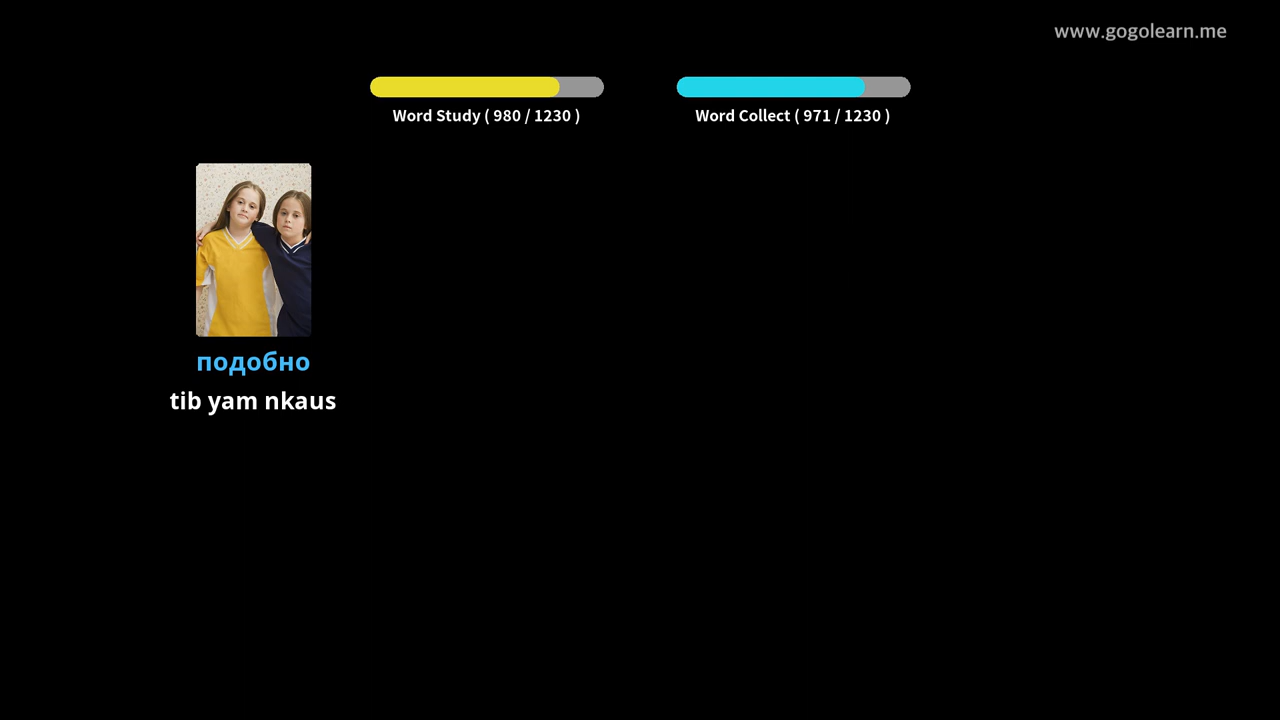 www.gogolearn.me
Word Study ( 980 / 1230 )
Word Collect ( 971 / 1230 )
подобно
tib yam nkaus